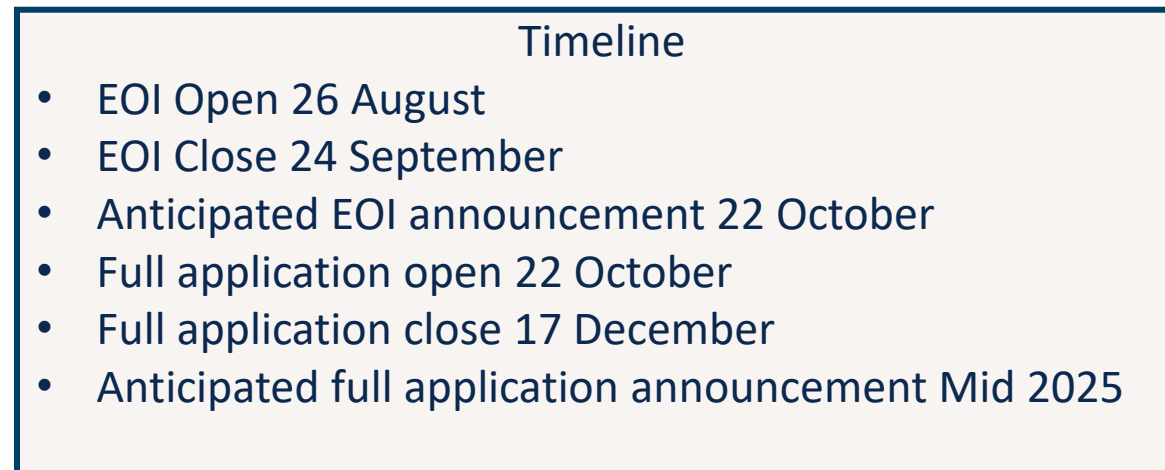 Timeline
• EOI Open 26 August
• EOI Close 24 September
• Anticipated EOI announcement 22 October
• Full application open 22 October
• Full application close 17 December
• Anticipated full application announcement Mid 2025